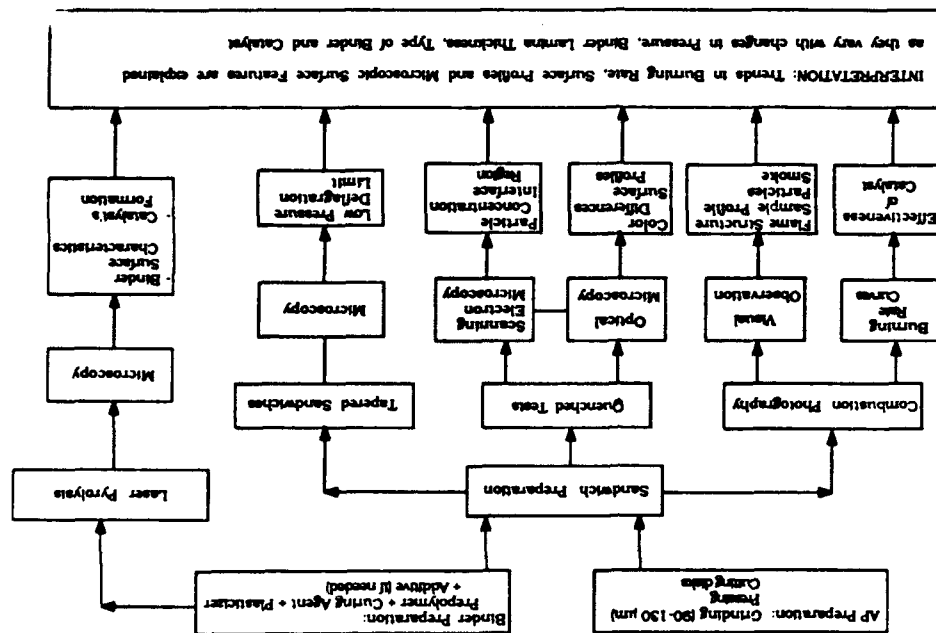 AP Preparation: Grinding (90-130 µm)
Pressing
Cutting disks
Binder Preparation:
Prepolymer + Curing Agent + Plasticizer
+ Additive (if needed)
Sandwich Preparation
Laser Pyrolysis
Combustion Photography
Quenched Tests
Tapered Sandwiches
Microscopy
Burning
Rate
Curves
Visual
Observation
Optical
Microscopy
Scanning
Electron
Microscopy
Microscopy
Binder
Surface
Characteristics
Catalyst's
Formation
Effectiveness
of
Catalyst
Flame Structure
Sample Profile
Particles
Smoke
Color
Differences
Surface
Profiles
Particle
Concentration
Interface
Region
Low Pressure
Deflagration
Limit
INTERPRETATION: Trends in Burning Rate, Surface Profiles and Microscopic Surface Features are explained
as they vary with changes in Pressure, Binder Lamina Thickness, Type of Binder and Catalyst